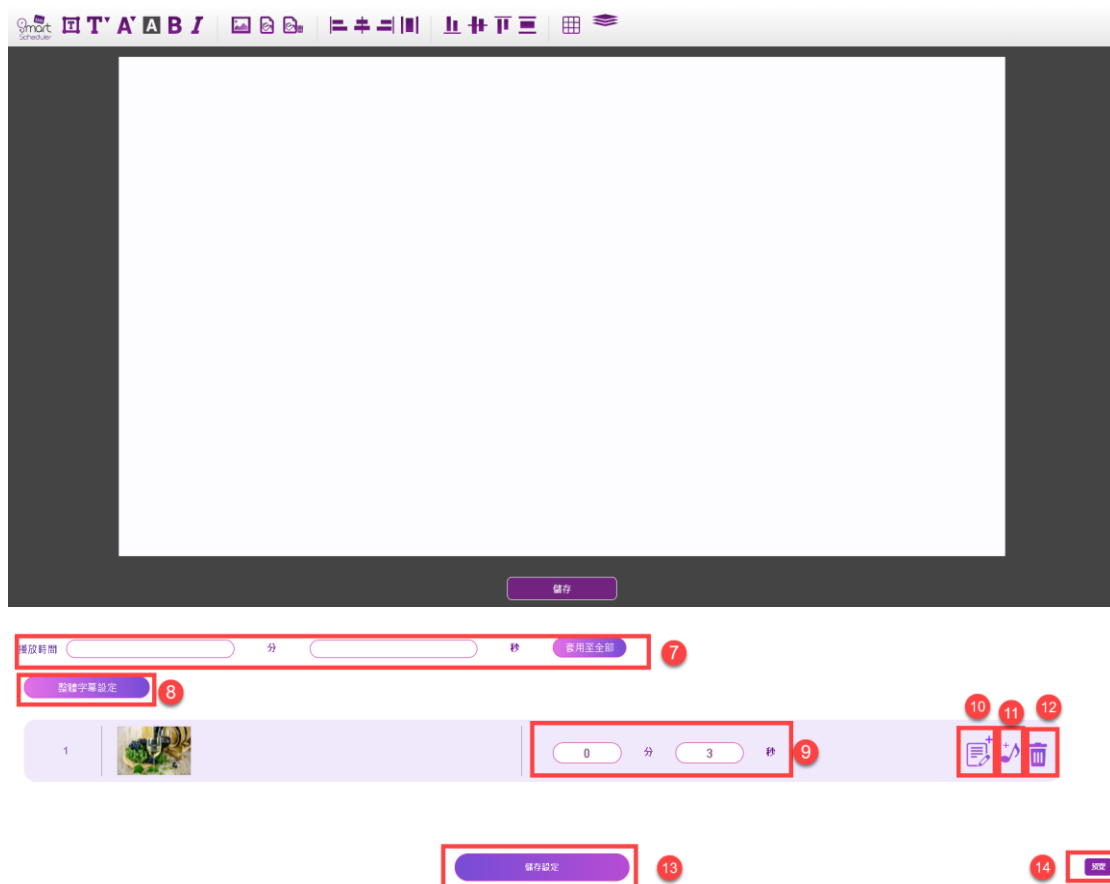 Smart
Scheduler
T T A A B I
儲存
播放時間 分 秒 套用至全部 7
整體字幕設定 8
10 11 12
1 0 分 3 秒 9
儲存設定 13 14